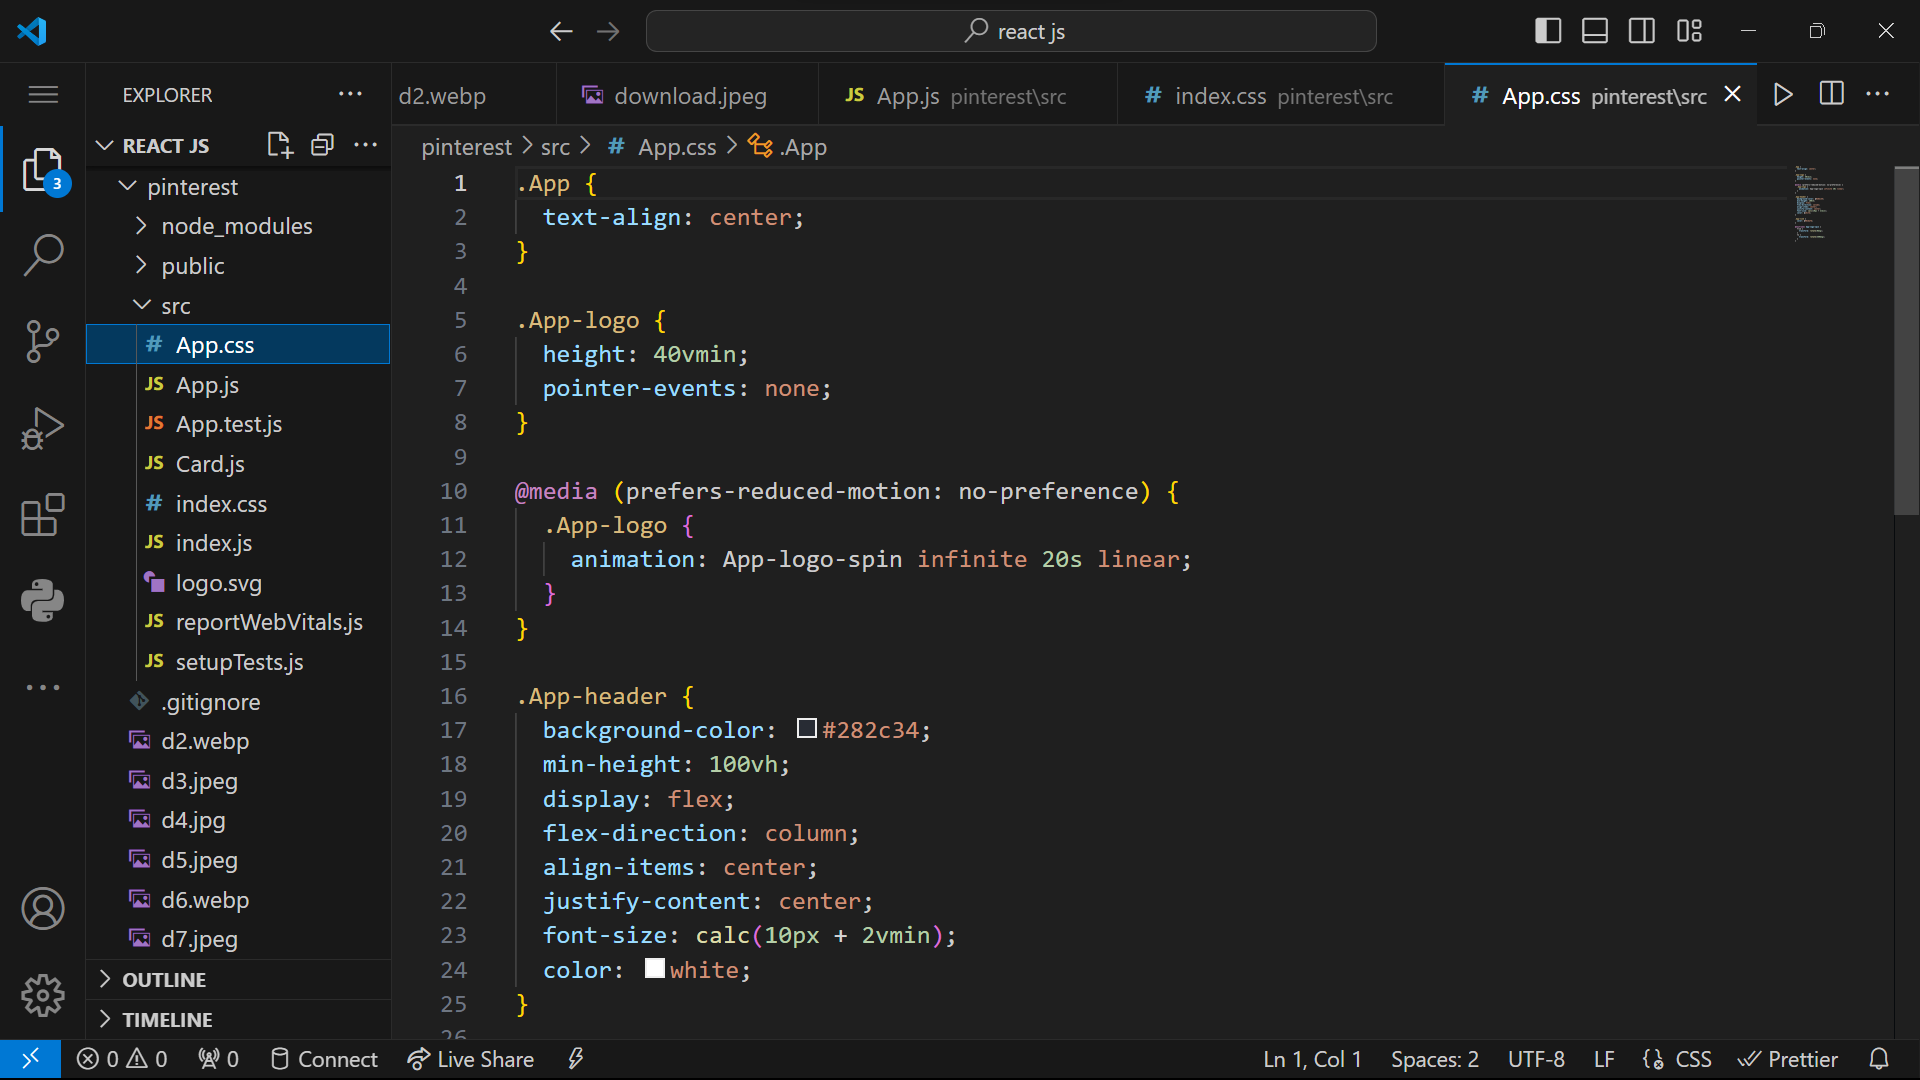 react js
EXPLORER
d2.webp
download.jpeg
JS App.js pinterest\src
# index.css pinterest\src
# App.css pinterest\src
REACT JS
pinterest > src > # App.css > .App
3
pinterest
node_modules
public
src
# App.css
JS App.js
JS App.test.js
JS Card.js
# index.css
JS index.js
logo.svg
JS reportWebVitals.js
JS setupTests.js
.gitignore
d2.webp
d3.jpeg
d4.jpg
d5.jpeg
d6.webp
d7.jpeg
OUTLINE
TIMELINE
1 .App {
2 text-align: center;
3 }
4
5 .App-logo {
6 height: 40vmin;
7 pointer-events: none;
8 }
9
10 @media (prefers-reduced-motion: no-preference) {
11 .App-logo {
12 animation: App-logo-spin infinite 20s linear;
13 }
14 }
15
16 .App-header {
17 background-color: #282c34;
18 min-height: 100vh;
19 display: flex;
20 flex-direction: column;
21 align-items: center;
22 justify-content: center;
23 font-size: calc(10px + 2vmin);
24 color: white;
25 }
26
0 0 0 Connect Live Share Ln 1, Col 1 Spaces: 2 UTF-8 LF CSS Prettier